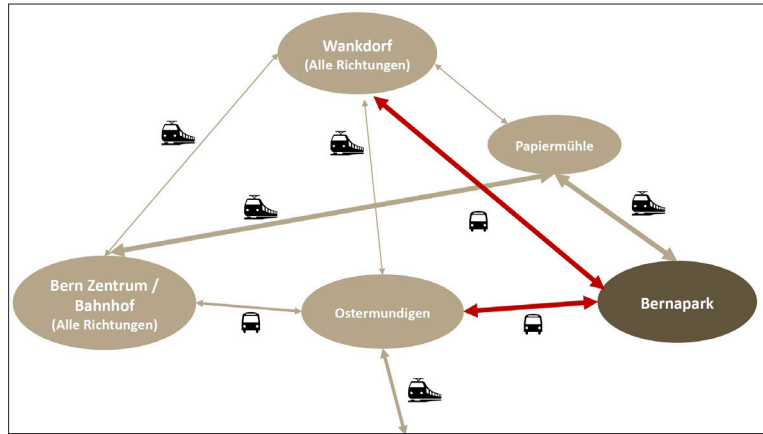 Wankdorf
(Alle Richtungen)
Papiermühle
Bern Zentrum /
Bahnhof
(Alle Richtungen)
Ostermundigen
Bernapark